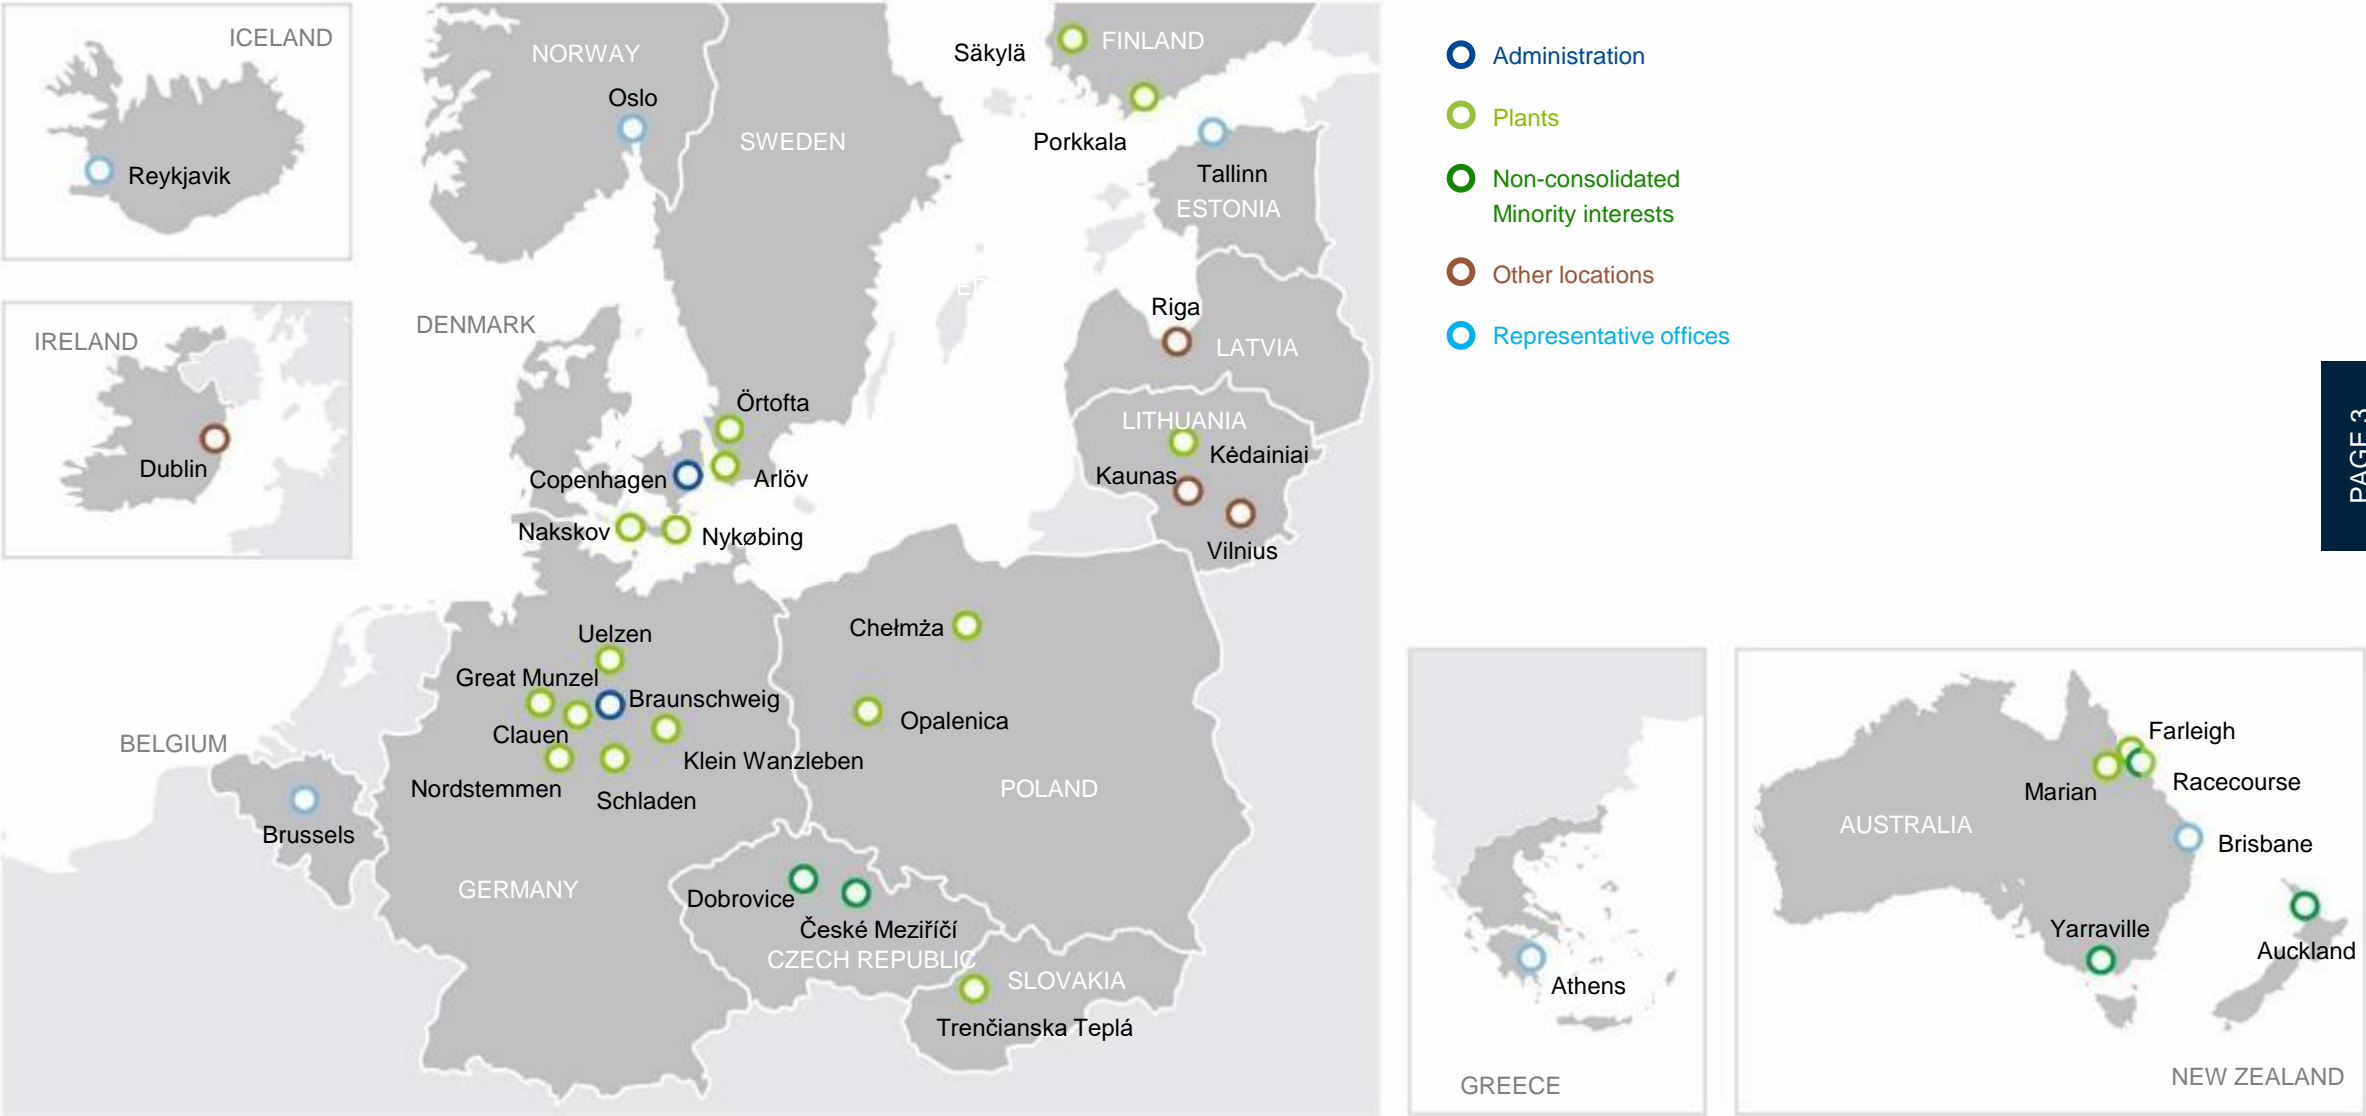 ICELAND
Reykjavik
IRELAND
Dublin
NORWAY
Oslo
SWEDEN
Säkylä
FINLAND
Porkkala
Tallinn
ESTONIA
Riga
LATVIA
DENMARK
Örtofta
LITHUANIA
Kėdainiai
Copenhagen
Arlöv
Kaunas
Nakskov
Nykøbing
Vilnius
Uelzen
Chełmża
Great Munzel
Braunschweig
Clauen
Opalenica
BELGIUM
Klein Wanzleben
Nordstemmen
Schladen
POLAND
Brussels
GERMANY
Dobrovice
České Meziříčí
CZECH REPUBLIC
SLOVAKIA
Trenčianska Teplá
Administration
Plants
Non-consolidated
Minority interests
Other locations
Representative offices
PAGE 3
Athens
GREECE
Farleigh
Racecourse
Marian
AUSTRALIA
Brisbane
Yarraville
Auckland
NEW ZEALAND